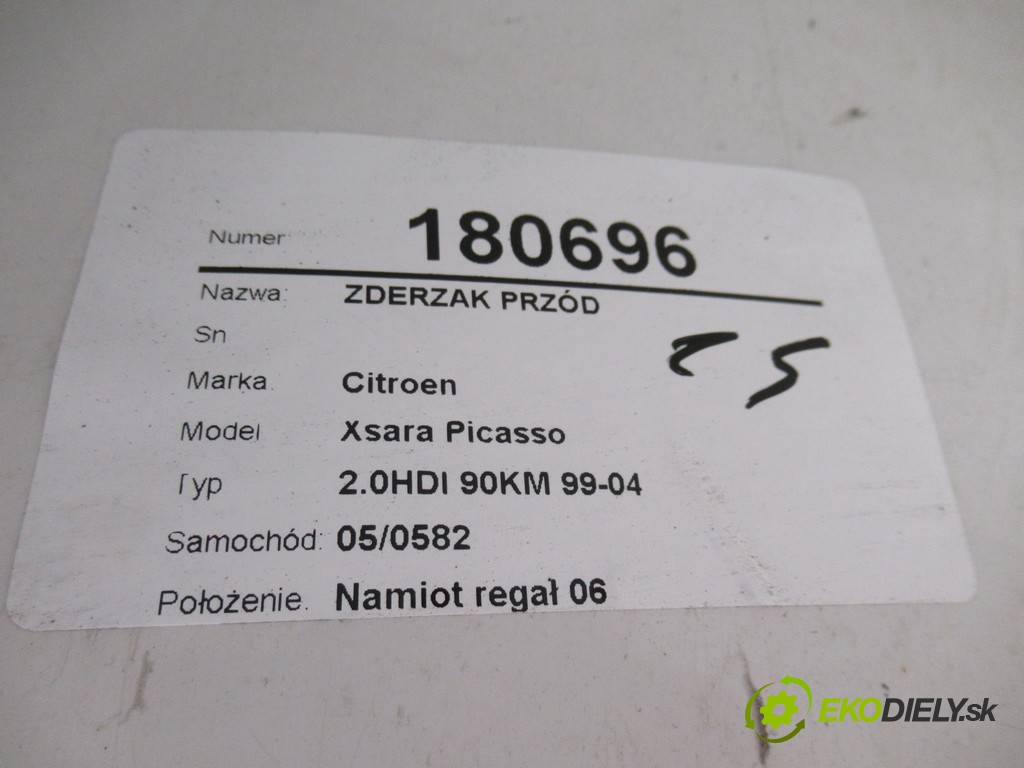 Numer 180696
Nazwa: ZDERZAK PRZÓD
Sn
Marka Citroen
Model Xsara Picasso
Typ 2.0HDI 90KM 99-04
Samochód: 05/0582
Położenie. Namiot regał 06
EKODIELY.sk